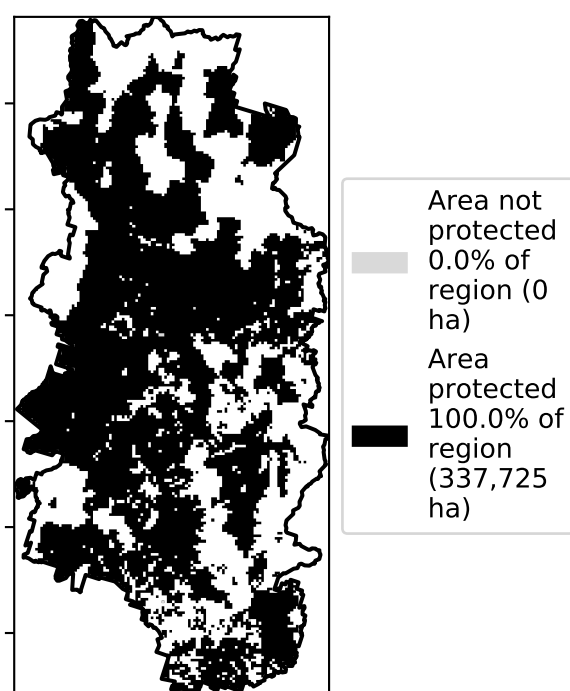 Area not
protected
0.0% of
region (0
ha)
Area
protected
100.0% of
region
(337,725
ha)